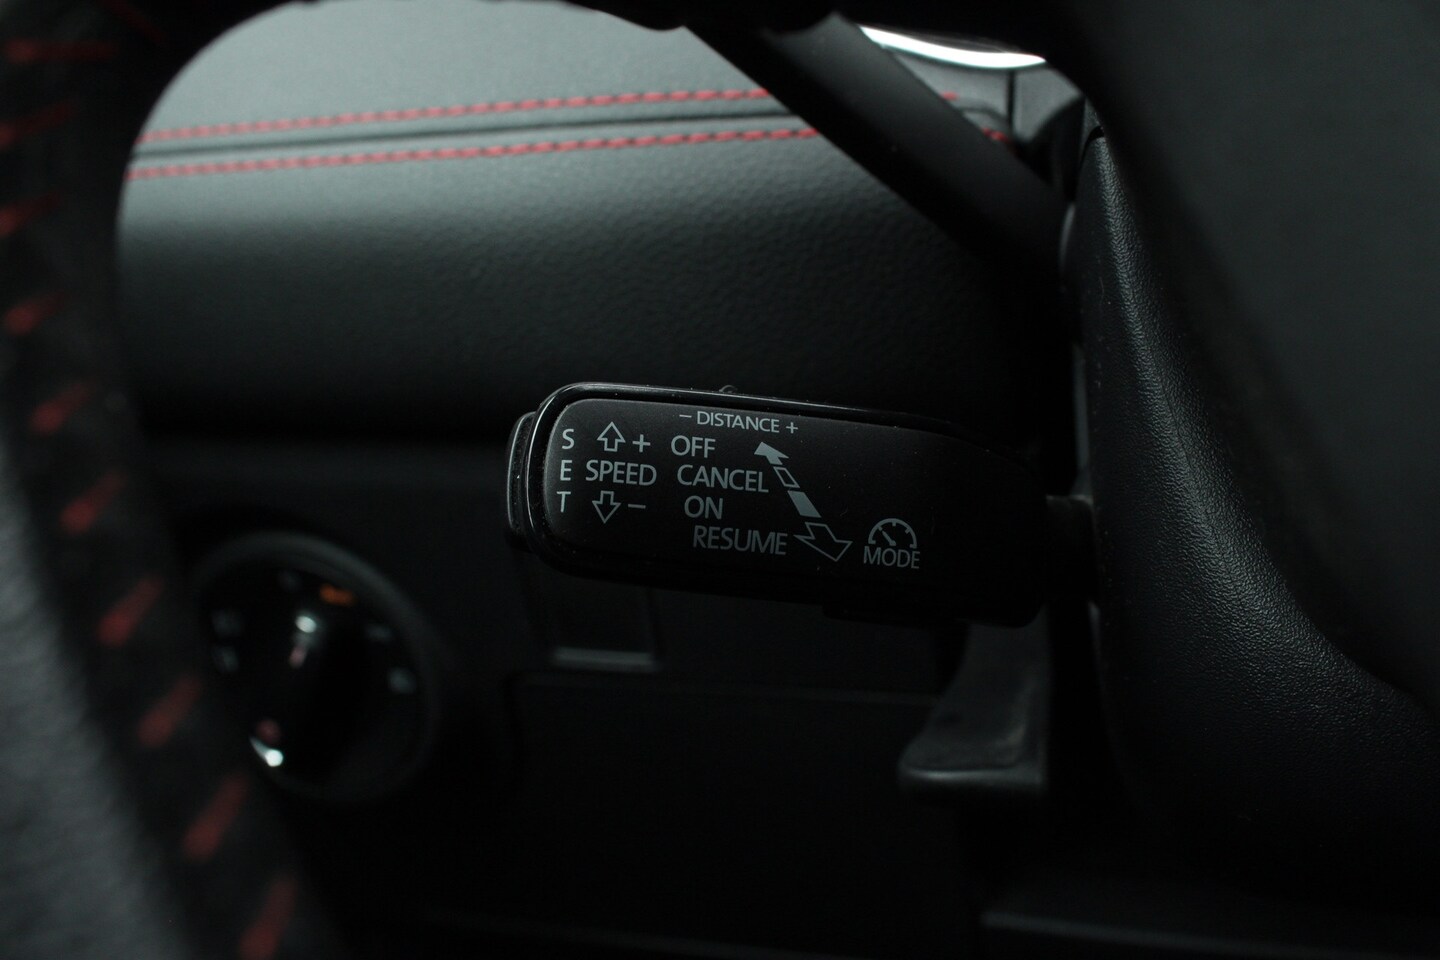 – DISTANCE +
S + OFF
E SPEED CANCEL
T – ON
RESUME
MODE